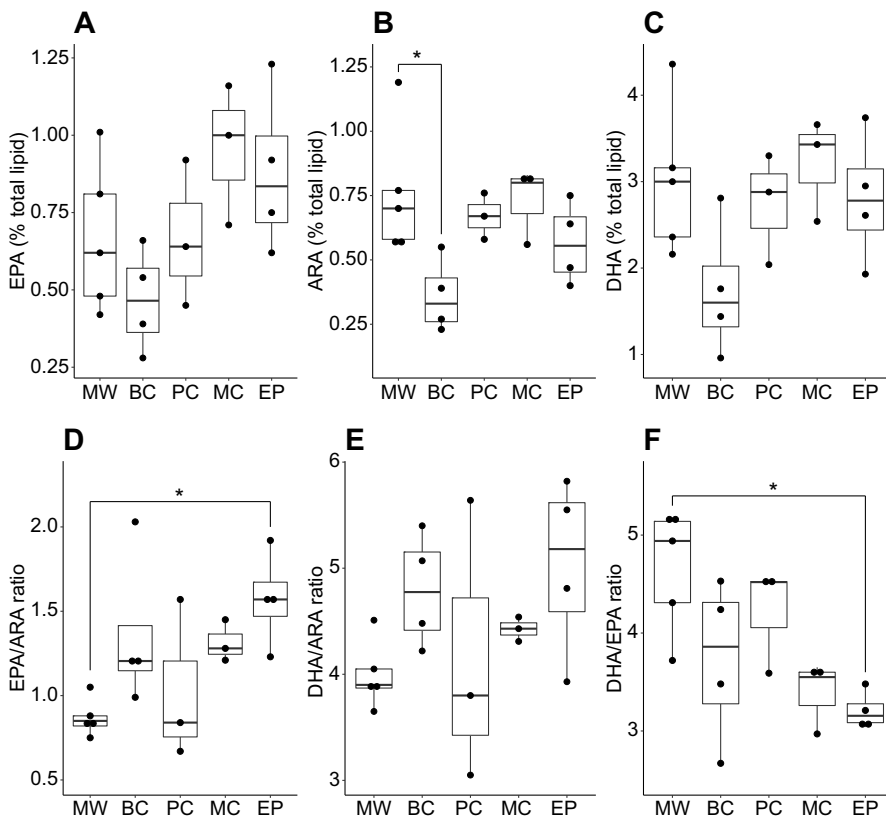 A
EPA (% total lipid)
1.25
1.00
0.75
0.50
0.25
MW BC PC MC EP
B
ARA (% total lipid)
1.25
1.00
0.75
0.50
0.25
*
MW BC PC MC EP
C
DHA (% total lipid)
4
3
2
1
MW BC PC MC EP
D
EPA/ARA ratio
2.0
1.5
1.0
0.5
*
MW BC PC MC EP
E
DHA/ARA ratio
6
5
4
3
MW BC PC MC EP
F
DHA/EPA ratio
5
4
3
*
MW BC PC MC EP